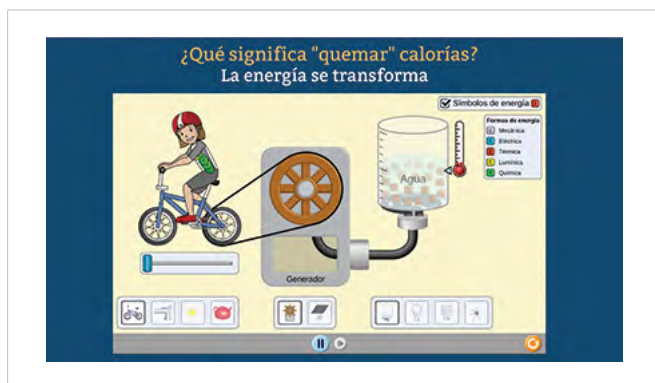 ¿Qué significa "quemar" calorías?
La energía se transforma
Símbolos de energía
Formas de energía
Mecánica
Eléctrica
Térmica
Lumínica
Química
Agua
Generador